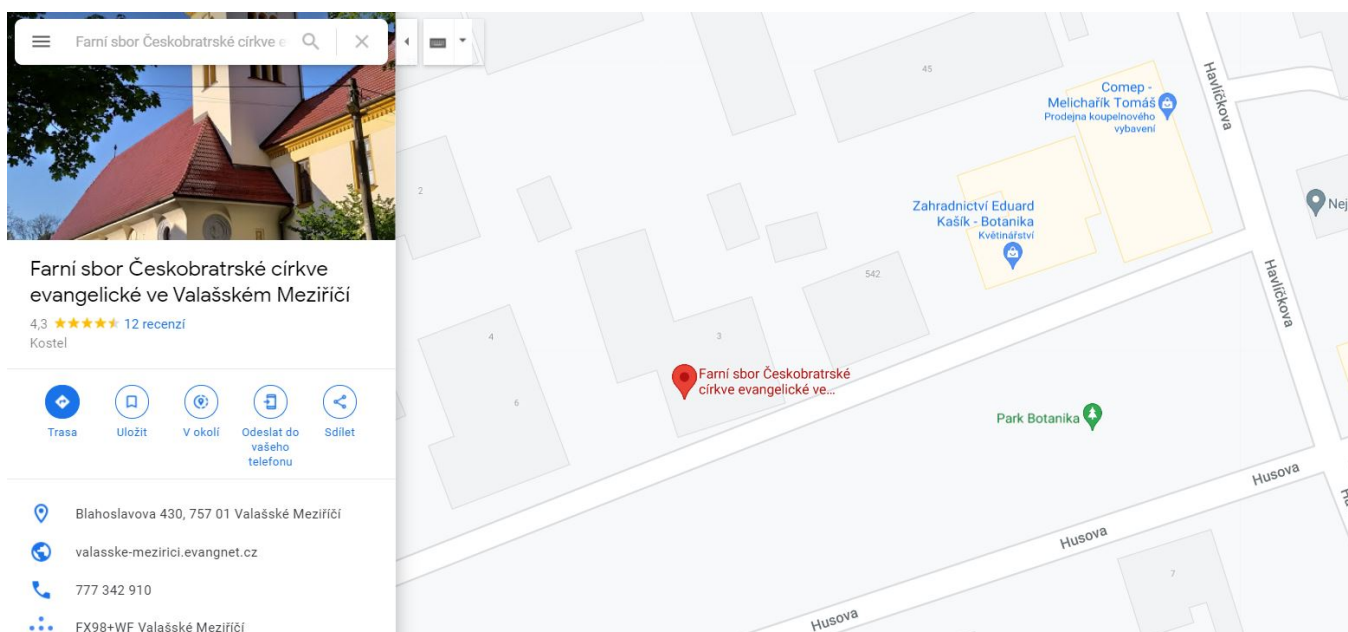 Farní sbor Českobratrské církve e
Farní sbor Českobratrské církve
evangelické ve Valašském Meziříčí
4,3
12 recenzí
Kostel
Trasa
Uložit
V okolí
Odeslat do
vašeho
telefonu
Sdílet
Blahoslavova 430, 757 01 Valašské Meziříčí
valasske-mezirici.evangnet.cz
777 342 910
FX98+WF Valašské Meziříčí
45
Comep -
Melichařík Tomáš
Prodejna koupelnového
vybavení
Havlíčkova
2
Zahradnictví Eduard
Kašík - Botanika
Květinářství
Nej
Havlíčkova
542
4
3
Farní sbor Českobratrské
církve evangelické ve...
6
Park Botanika
Husova
Husova
7
Husova